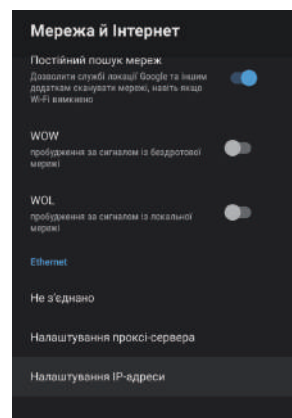 Мережа й Інтернет
Постійний пошук мереж
Дозволити службі локації Google та іншим
додаткам сканувати мережі, навіть якщо
Wi-Fi вимкнено
WOW
пробудження за сигналом із бездротової
мережі
WOL
пробудження за сигналом із локальної
мережі
Ethernet
Не з'єднано
Налаштування проксі-сервера
Налаштування IP-адреси